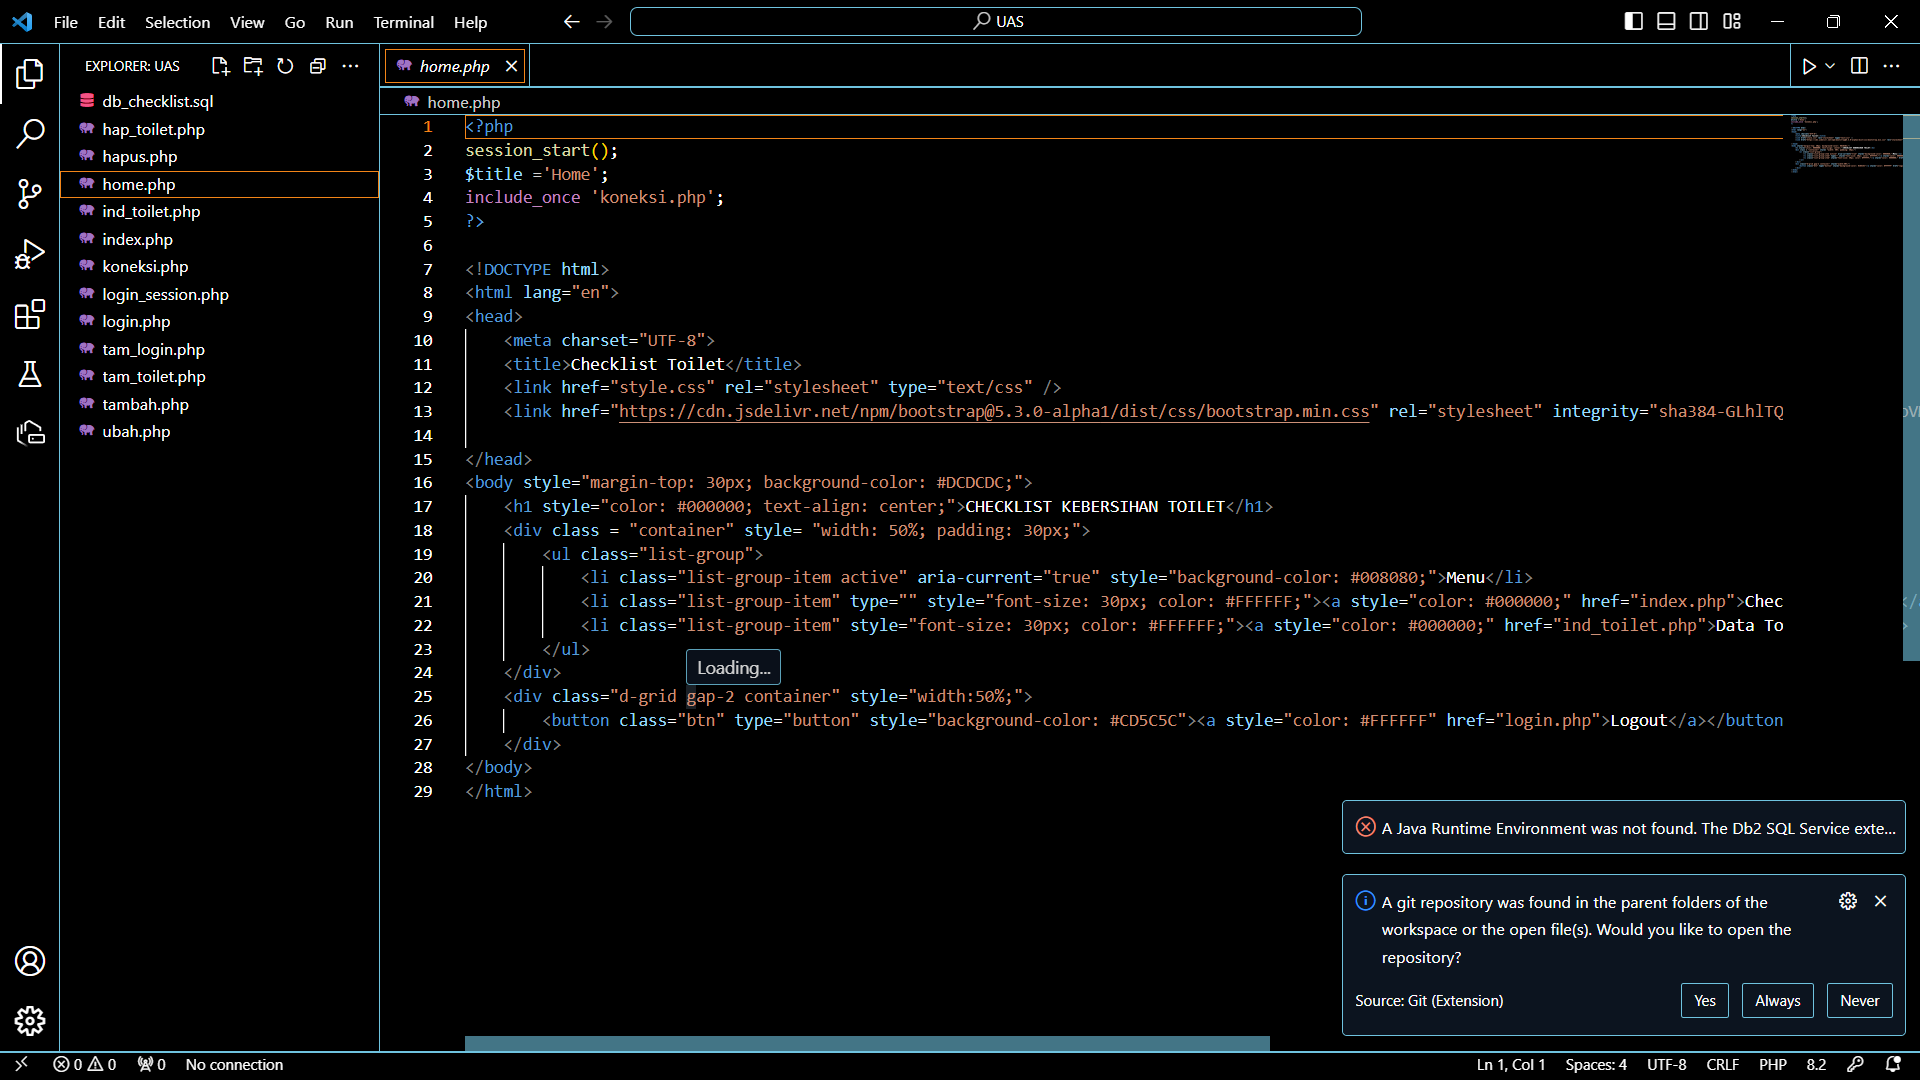 File Edit Selection View Go Run Terminal Help
UAS
EXPLORER: UAS
db_checklist.sql
hap_toilet.php
hapus.php
home.php
ind_toilet.php
index.php
koneksi.php
login_session.php
login.php
tam_login.php
tam_toilet.php
tambah.php
ubah.php
home.php
home.php
1 <?php
2 session_start();
3 $title ='Home';
4 include_once 'koneksi.php';
5 ?>
6
7 <!DOCTYPE html>
8 <html lang="en">
9 <head>
10 <meta charset="UTF-8">
11 <title>Checklist Toilet</title>
12 <link href="style.css" rel="stylesheet" type="text/css" />
13 <link href="https://cdn.jsdelivr.net/npm/bootstrap@5.3.0-alpha1/dist/css/bootstrap.min.css" rel="stylesheet" integrity="sha384-GLhlTQ
14
15 </head>
16 <body style="margin-top: 30px; background-color: #DCDCDC;">
17 <h1 style="color: #000000; text-align: center;">CHECKLIST KEBERSIHAN TOILET</h1>
18 <div class = "container" style= "width: 50%; padding: 30px;">
19 <ul class="list-group">
20 <li class="list-group-item active" aria-current="true" style="background-color: #008080;">Menu</li>
21 <li class="list-group-item" type="" style="font-size: 30px; color: #FFFFFF;"><a style="color: #000000;" href="index.php">Chec
22 <li class="list-group-item" style="font-size: 30px; color: #FFFFFF;"><a style="color: #000000;" href="ind_toilet.php">Data To
23 </ul>
Loading...
24 </div>
25 <div class="d-grid gap-2 container" style="width:50%;">
26 <button class="btn" type="button" style="background-color: #CD5C5C"><a style="color: #FFFFFF" href="login.php">Logout</a></button
27 </div>
28 </body>
29 </html>
A Java Runtime Environment was not found. The Db2 SQL Service exte...
A git repository was found in the parent folders of the
workspace or the open file(s). Would you like to open the
repository?
Source: Git (Extension)
Yes Always Never
0 0 0 No connection
Ln 1, Col 1 Spaces: 4 UTF-8 CRLF PHP 8.2